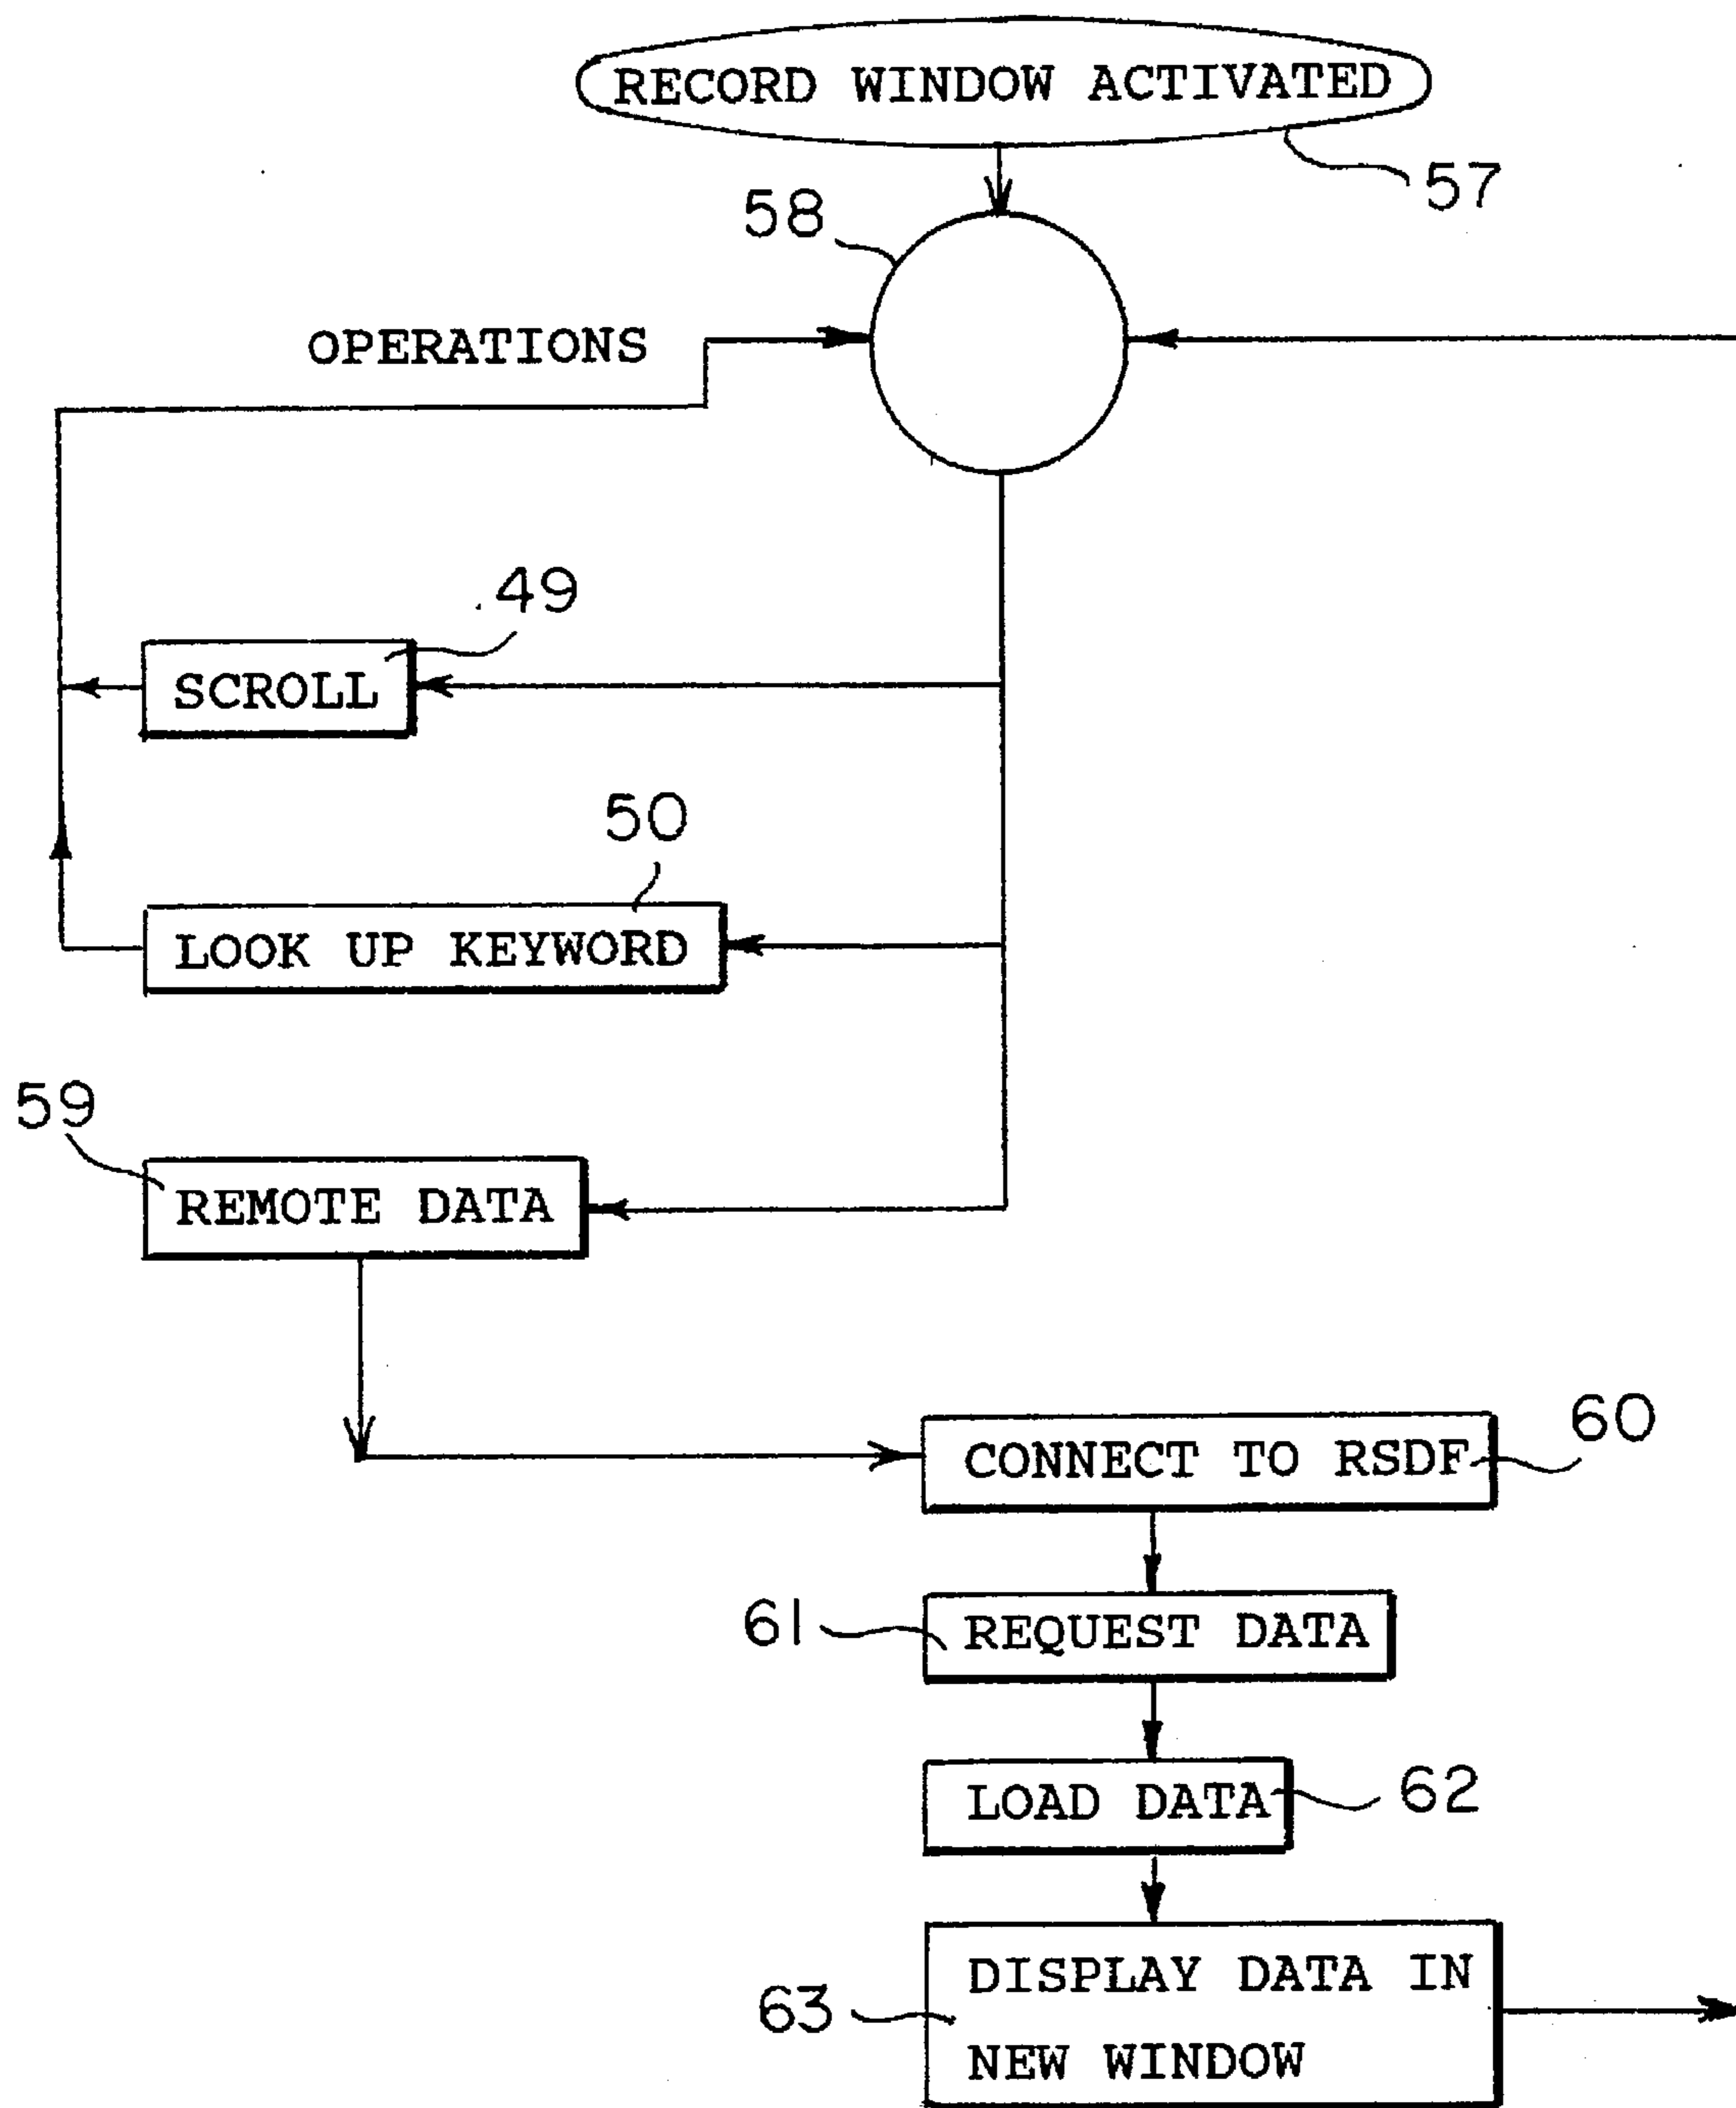 RECORD WINDOW ACTIVATED
57
58
OPERATIONS
49
SCROLL
50
LOOK UP KEYWORD
59
REMOTE DATA
60
CONNECT TO RSDF
61
REQUEST DATA
62
LOAD DATA
63
DISPLAY DATA IN
NEW WINDOW